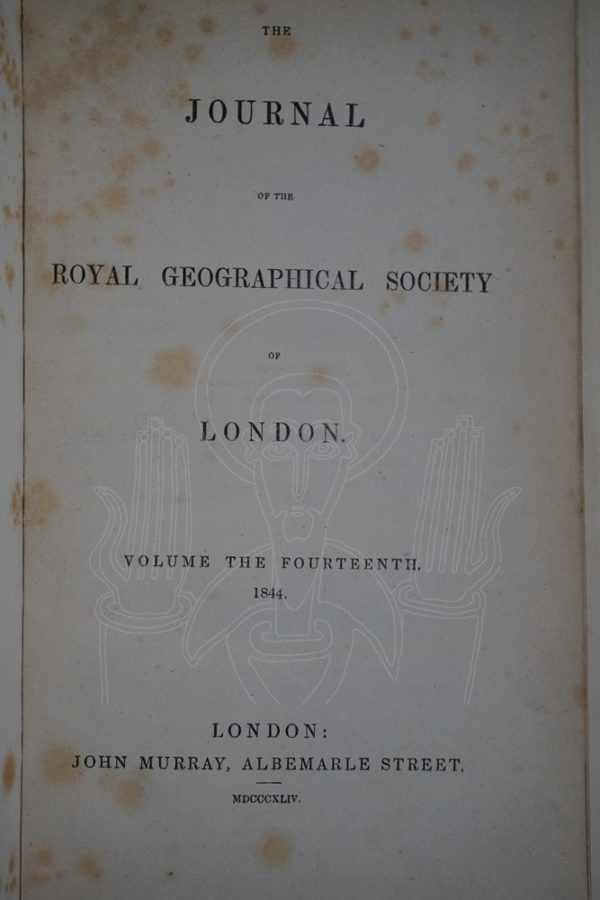 THE
JOURNAL
OF THE
ROYAL GEOGRAPHICAL SOCIETY
OF
LONDON.
VOLUME THE FOURTEENTH.
1844.
LONDON:
JOHN MURRAY, ALBEMARLE STREET.
MDCCCXLIV.